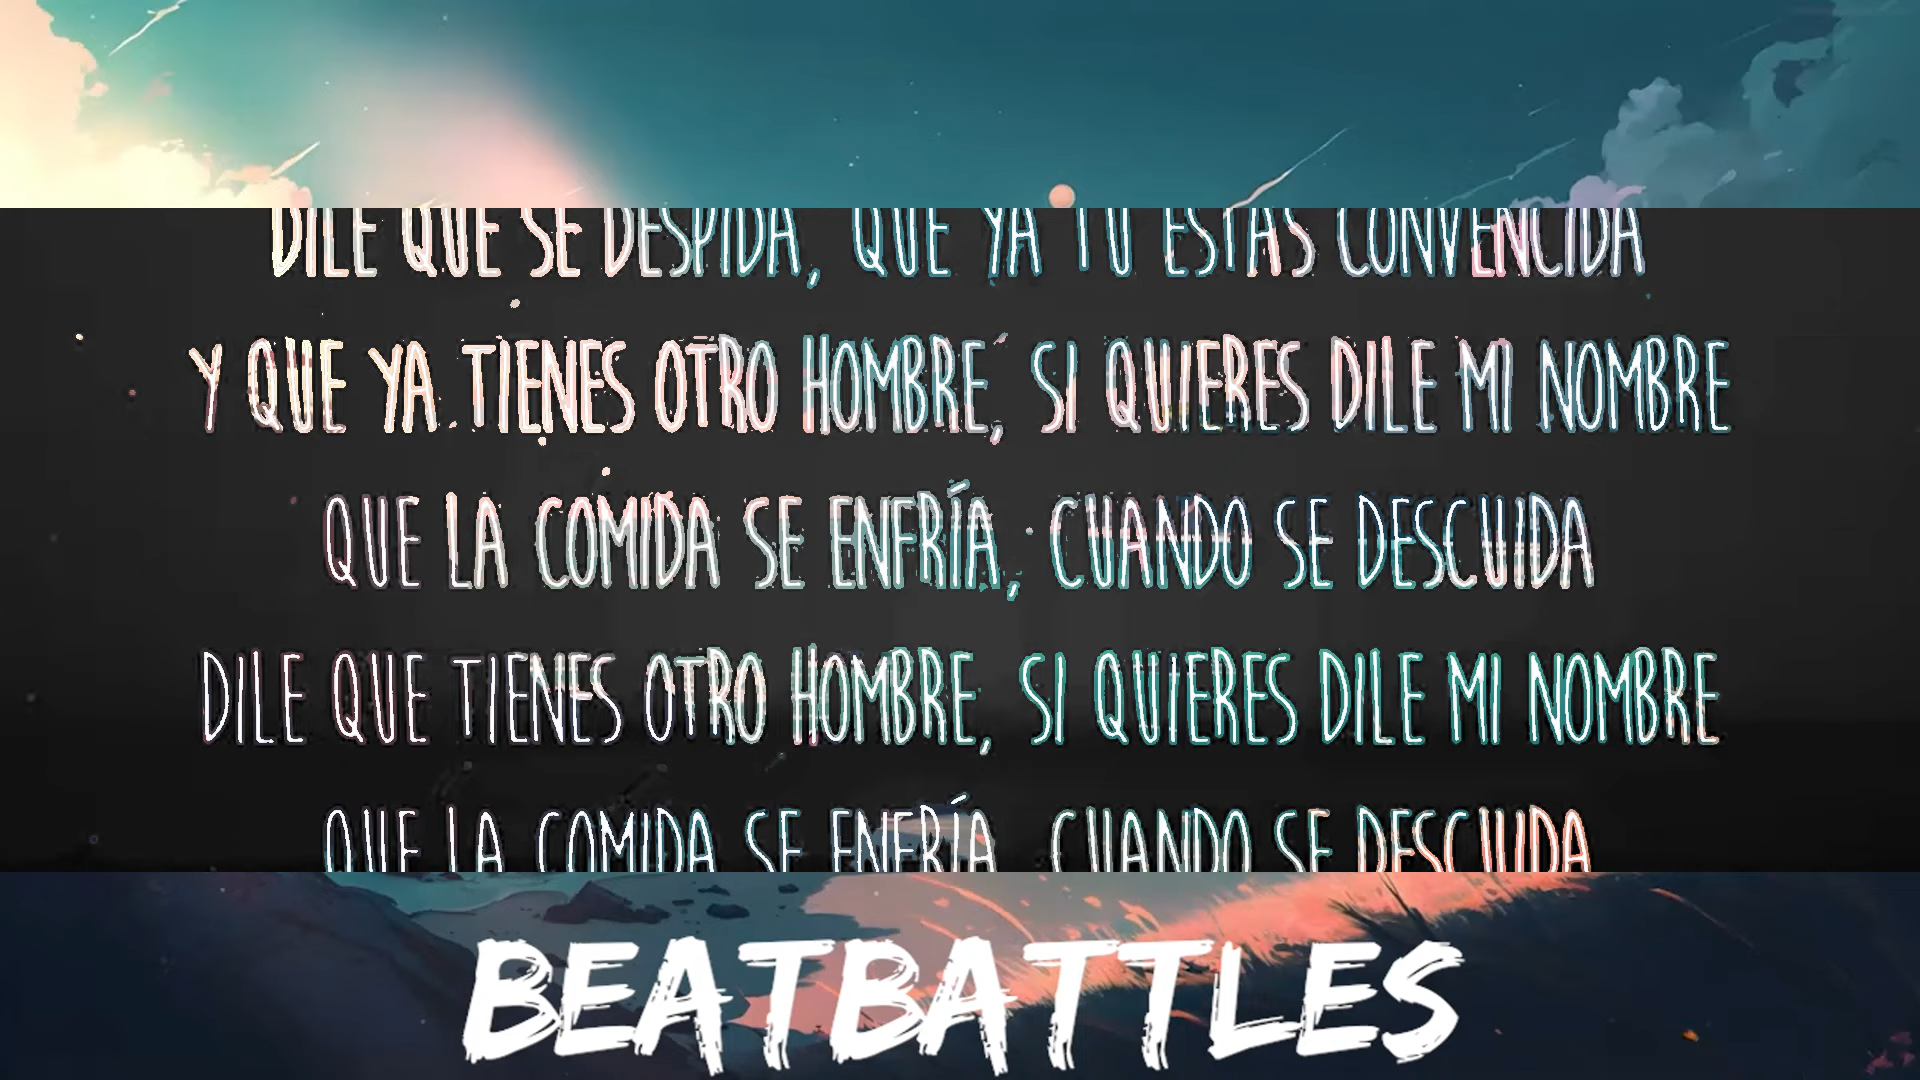 DILE QUE SE DESPIDA, QUE YA TU ESTAS CONVENCIDA
Y QUE YA TIENES OTRO HOMBRE, SI QUIERES DILE MI NOMBRE
QUE LA COMIDA SE ENFRÍA, CUANDO SE DESCUIDA
DILE QUE TIENES OTRO HOMBRE, SI QUIERES DILE MI NOMBRE
QUE LA COMIDA SE ENFRÍA CUANDO SE DESCUIDA
BEATBATTLES